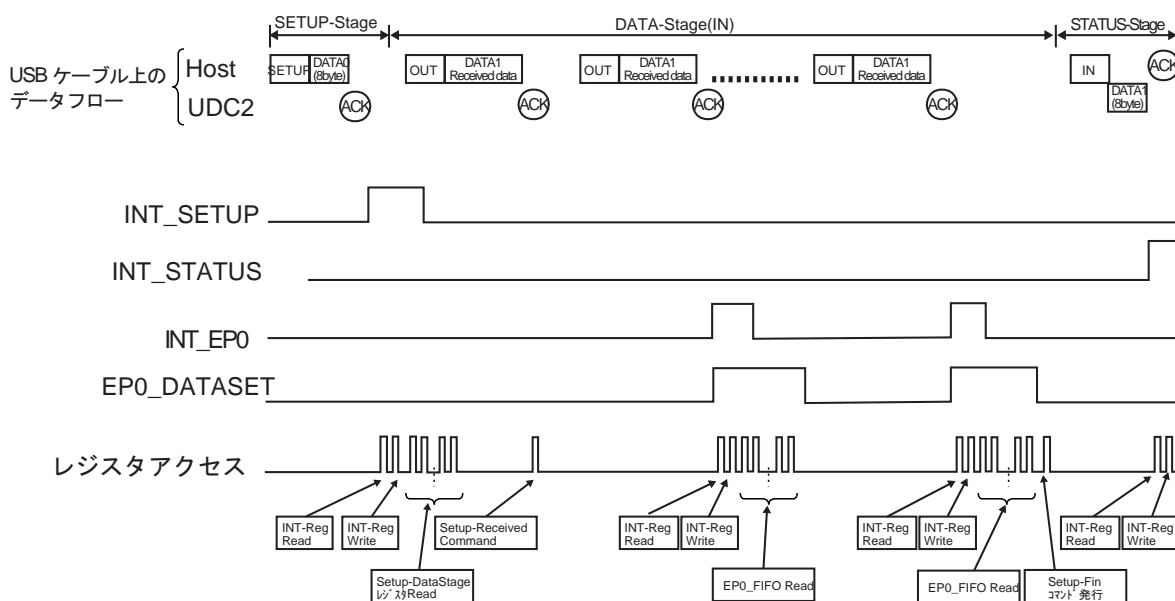 SETUP-Stage
DATA-Stage(IN)
STATUS-Stage
USB ケーブル上の
データフロー
Host
UDC2
SETUP
DATA0
(8byte)
ACK
OUT
DATA1
Received data
ACK
OUT
DATA1
Received data
ACK
OUT
DATA1
Received data
ACK
IN
DATA1
(8byte)
ACK
INT_SETUP
INT_STATUS
INT_EP0
EP0_DATASET
レジスタアクセス
INT-Reg
Read
INT-Reg
Write
Setup-Received
Command
INT-Reg
Read
INT-Reg
Write
INT-Reg
Read
INT-Reg
Write
INT-Reg
Read
INT-Reg
Write
Setup-DataStage
ﾚｼﾞｽﾀRead
EP0_FIFO Read
EP0_FIFO Read
Setup-Fin
ｺﾏﾝﾄﾞ発行